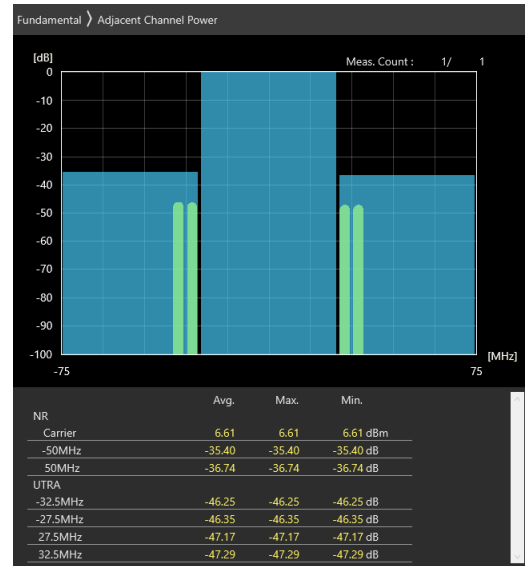 Fundamental 〉 Adjacent Channel Power
[dB]
Meas. Count : 1/ 1
0
-10
-20
-30
-40
-50
-60
-70
-80
-90
-100
[MHz]
-75 75
Avg. Max. Min.
NR
Carrier 6.61 6.61 6.61 dBm
-50MHz -35.40 -35.40 -35.40 dB
50MHz -36.74 -36.74 -36.74 dB
UTRA
-32.5MHz -46.25 -46.25 -46.25 dB
-27.5MHz -46.35 -46.35 -46.35 dB
27.5MHz -47.17 -47.17 -47.17 dB
32.5MHz -47.29 -47.29 -47.29 dB